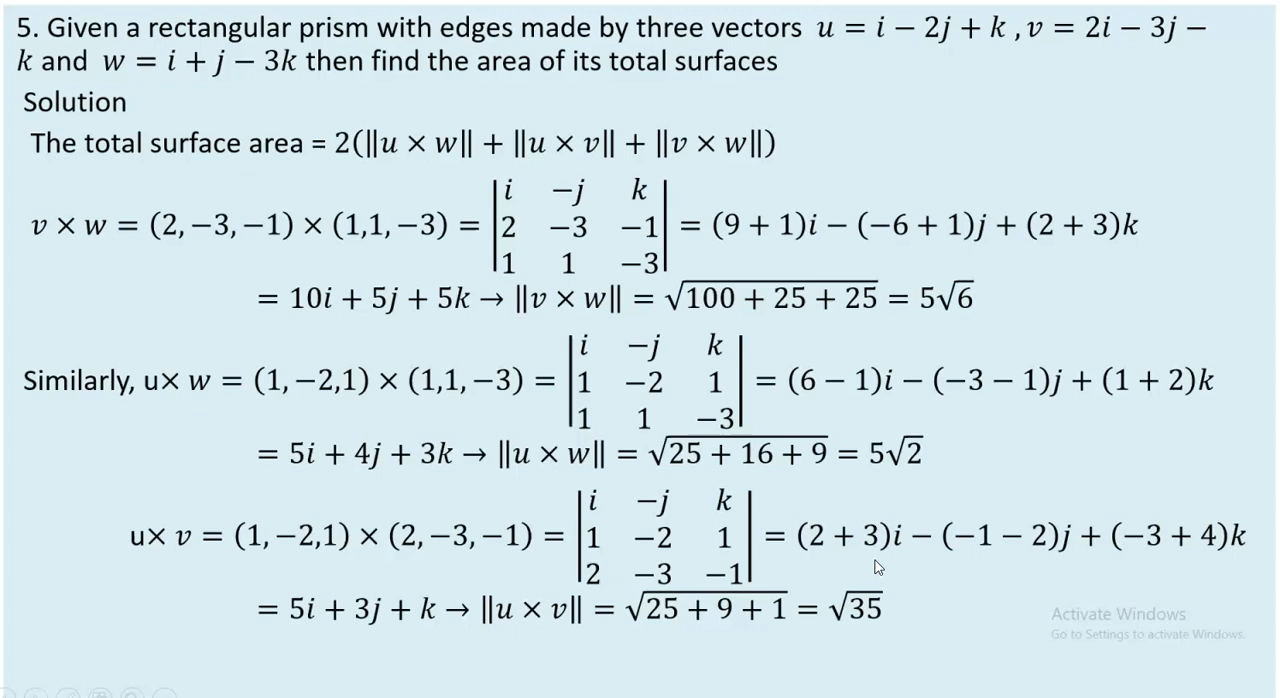 5. Given a rectangular prism with edges made by three vectors u = i − 2j + k , v = 2i − 3j −
k and w = i + j − 3k then find the area of its total surfaces
Solution
The total surface area = 2(‖u × w‖ + ‖u × v‖ + ‖v × w‖)
v × w = (2, −3, −1) × (1,1, −3) = |i −j k; 2 −3 −1; 1 1 −3| = (9 + 1)i − (−6 + 1)j + (2 + 3)k
= 10i + 5j + 5k → ‖v × w‖ = √100 + 25 + 25 = 5√6
Similarly, u× w = (1, −2,1) × (1,1, −3) = |i −j k; 1 −2 1; 1 1 −3| = (6 − 1)i − (−3 − 1)j + (1 + 2)k
= 5i + 4j + 3k → ‖u × w‖ = √25 + 16 + 9 = 5√2
u× v = (1, −2,1) × (2, −3, −1) = |i −j k; 1 −2 1; 2 −3 −1| = (2 + 3)i − (−1 − 2)j + (−3 + 4)k
= 5i + 3j + k → ‖u × v‖ = √25 + 9 + 1 = √35
Activate Windows
Go to Settings to activate Windows.